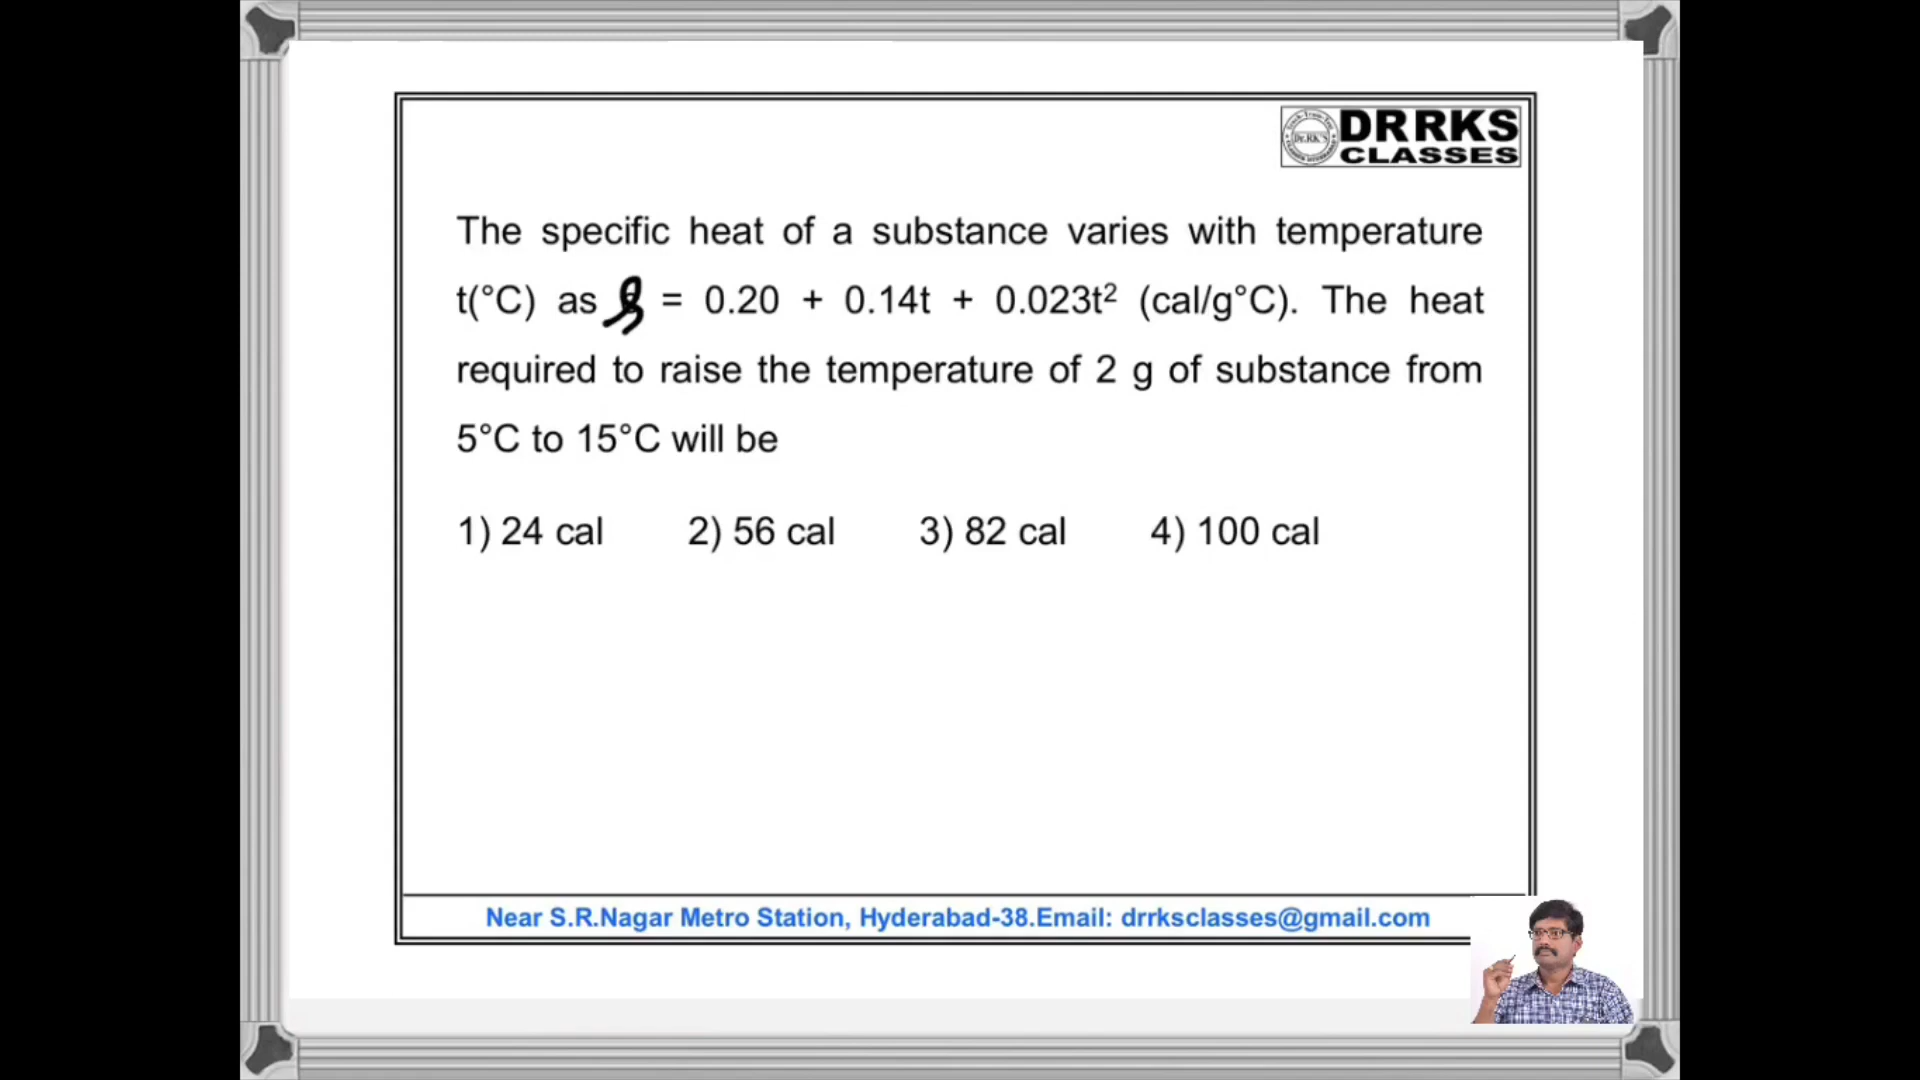 DRRKS
CLASSES
The specific heat of a substance varies with temperature
t(°C) as = 0.20 + 0.14t + 0.023t² (cal/g°C). The heat
required to raise the temperature of 2 g of substance from
5°C to 15°C will be
1) 24 cal 2) 56 cal 3) 82 cal 4) 100 cal
Near S.R.Nagar Metro Station, Hyderabad-38.Email: drrksclasses@gmail.com